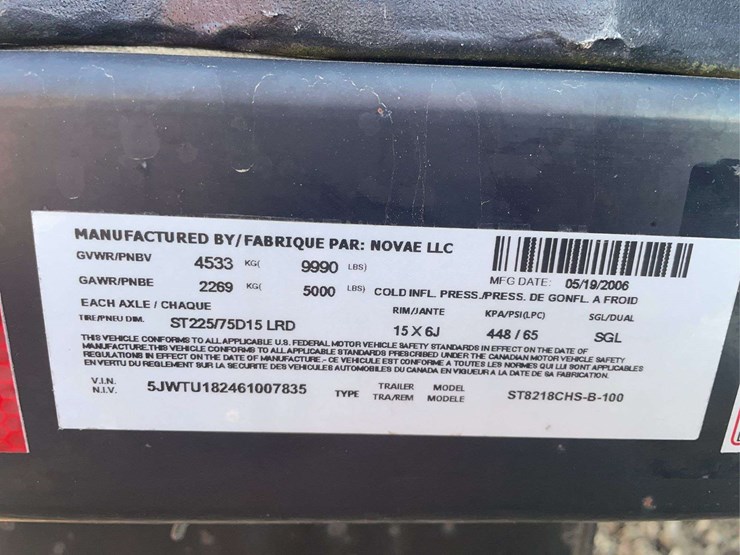 MANUFACTURED BY/FABRIQUE PAR: NOVAE LLC
GVWR/PNBV 4533 KG( 9990 LBS)
MFG DATE: 05/19/2006
GAWR/PNBE 2269 KG( 5000 LBS) COLD INFL. PRESS./PRESS. DE GONFL. A FROID
EACH AXLE / CHAQUE RIM/JANTE KPA/PSI(LPC) SGL/DUAL
TIRE/PNEU DIM. ST225/75D15 LRD 15 X 6J 448 / 65 SGL
THIS VEHICLE CONFORMS TO ALL APPLICABLE U.S. FEDERAL MOTOR VEHICLE SAFETY STANDARDS IN EFFECT ON THE DATE OF
MANUFACTURE.THIS VEHICLE CONFORMS TO ALL APPLICABLE STANDARDS PRESCRIBED UNDER THE CANADIAN MOTOR VEHICLE SAFETY
REGULATIONS IN EFFECT ON THE DATE OF MANUFACTURE.- CE VEHICULE EST CONFORME A TOUTES LES NORMES QUI LUI SONT APPLICABLES
EN VERTU DU REGLEMENT SUR LA SECURITE DES VEHICULES AUTOMOBILES DU CANADA EN VIGUEUR A LA DATE DE SA FABRICATION.
V.I.N. 5JWTU182461007835 TYPE TRAILER MODEL ST8218CHS-B-100
N.I.V. TRA/REM MODELE